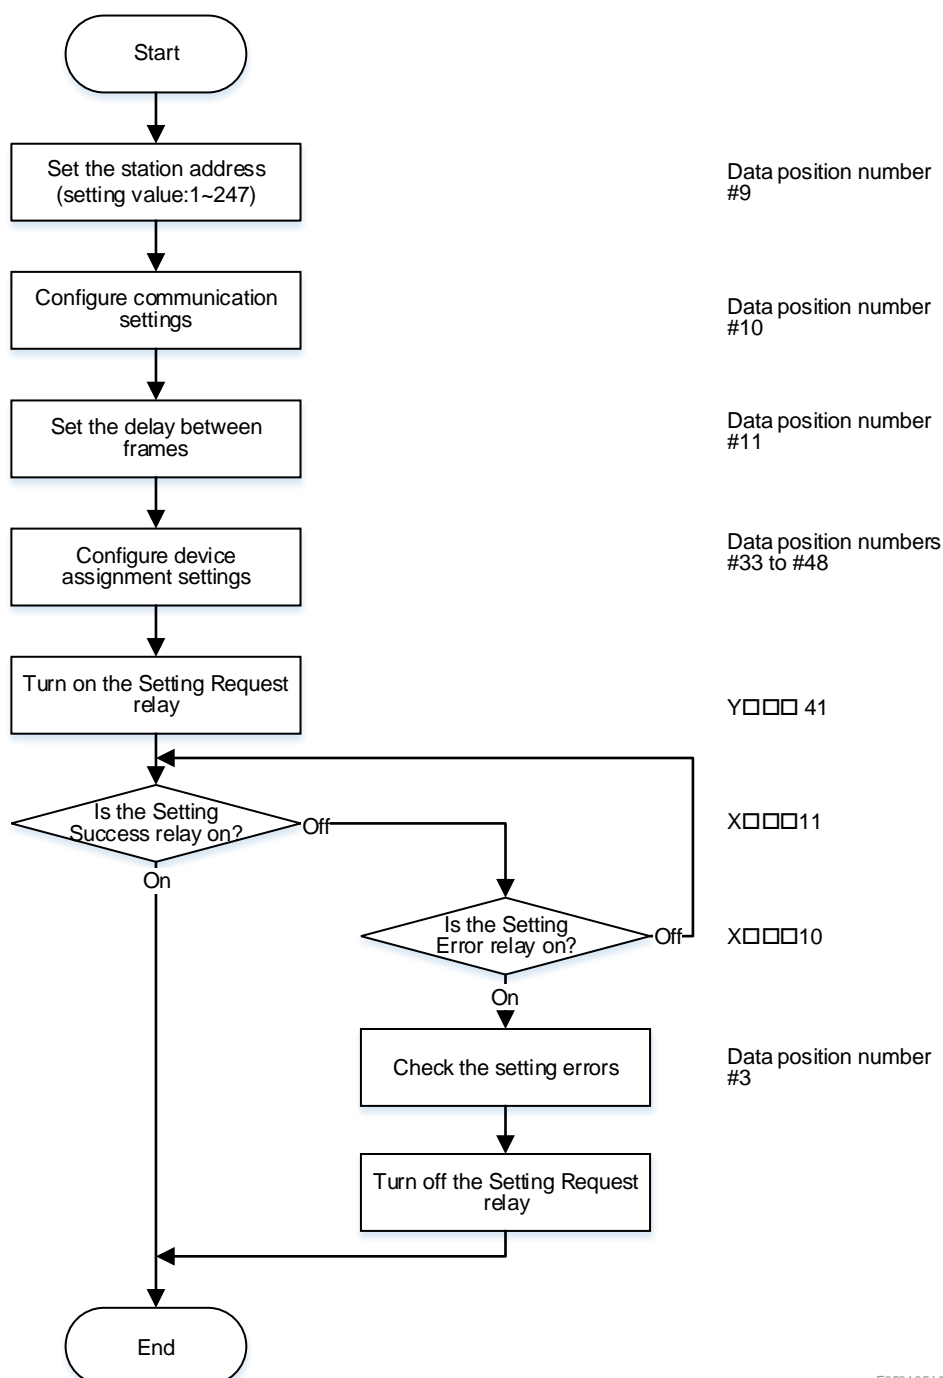 Start
Set the station address
(setting value:1~247)
Data position number
#9
Configure communication
settings
Data position number
#10
Set the delay between
frames
Data position number
#11
Configure device
assignment settings
Data position numbers
#33 to #48
Turn on the Setting Request
relay
Y□□□ 41
Is the Setting
Success relay on?
Off
X□□□11
On
Is the Setting
Error relay on?
Off
X□□□10
On
Check the setting errors
Data position number
#3
Turn off the Setting Request
relay
End